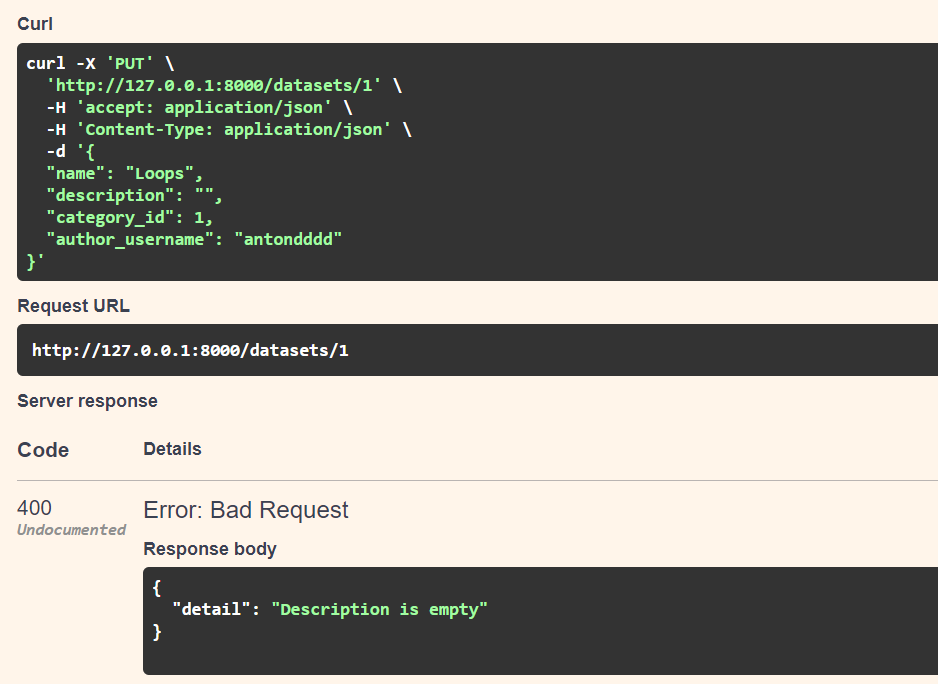 Curl
curl -X 'PUT' \
  'http://127.0.0.1:8000/datasets/1' \
  -H 'accept: application/json' \
  -H 'Content-Type: application/json' \
  -d '{
  "name": "Loops",
  "description": "",
  "category_id": 1,
  "author_username": "antondddd"
}'
Request URL
http://127.0.0.1:8000/datasets/1
Server response
Code Details
400 Error: Bad Request
Undocumented
Response body
{
  "detail": "Description is empty"
}